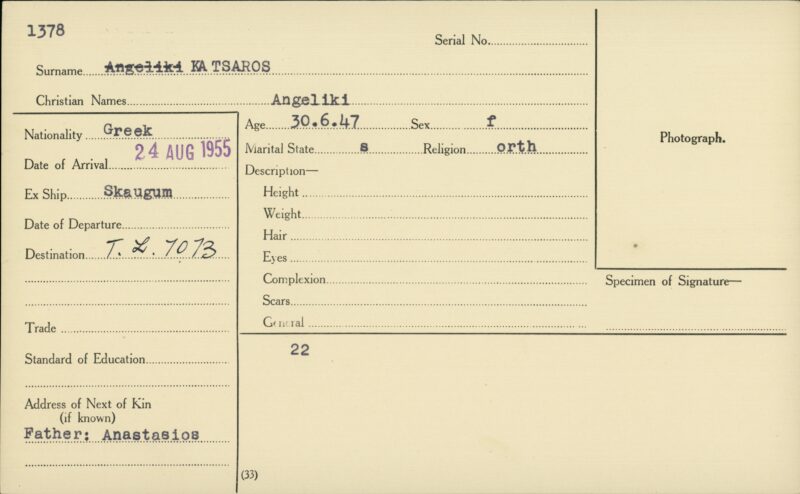 1378
Serial No.
Surname Angeliki KATSAROS
Christian Names Angeliki
Nationality Greek
Date of Arrival 24 AUG 1955
Ex Ship Skaugum
Date of Departure
Destination T. L. 7073
Trade
Standard of Education
Address of Next of Kin
(if known)
Father: Anastasios
Age 30.6.47 Sex f
Marital State s Religion orth
Description—
Height
Weight
Hair
Eyes
Complexion
Scars
General
22
(33)
Photograph.
Specimen of Signature—